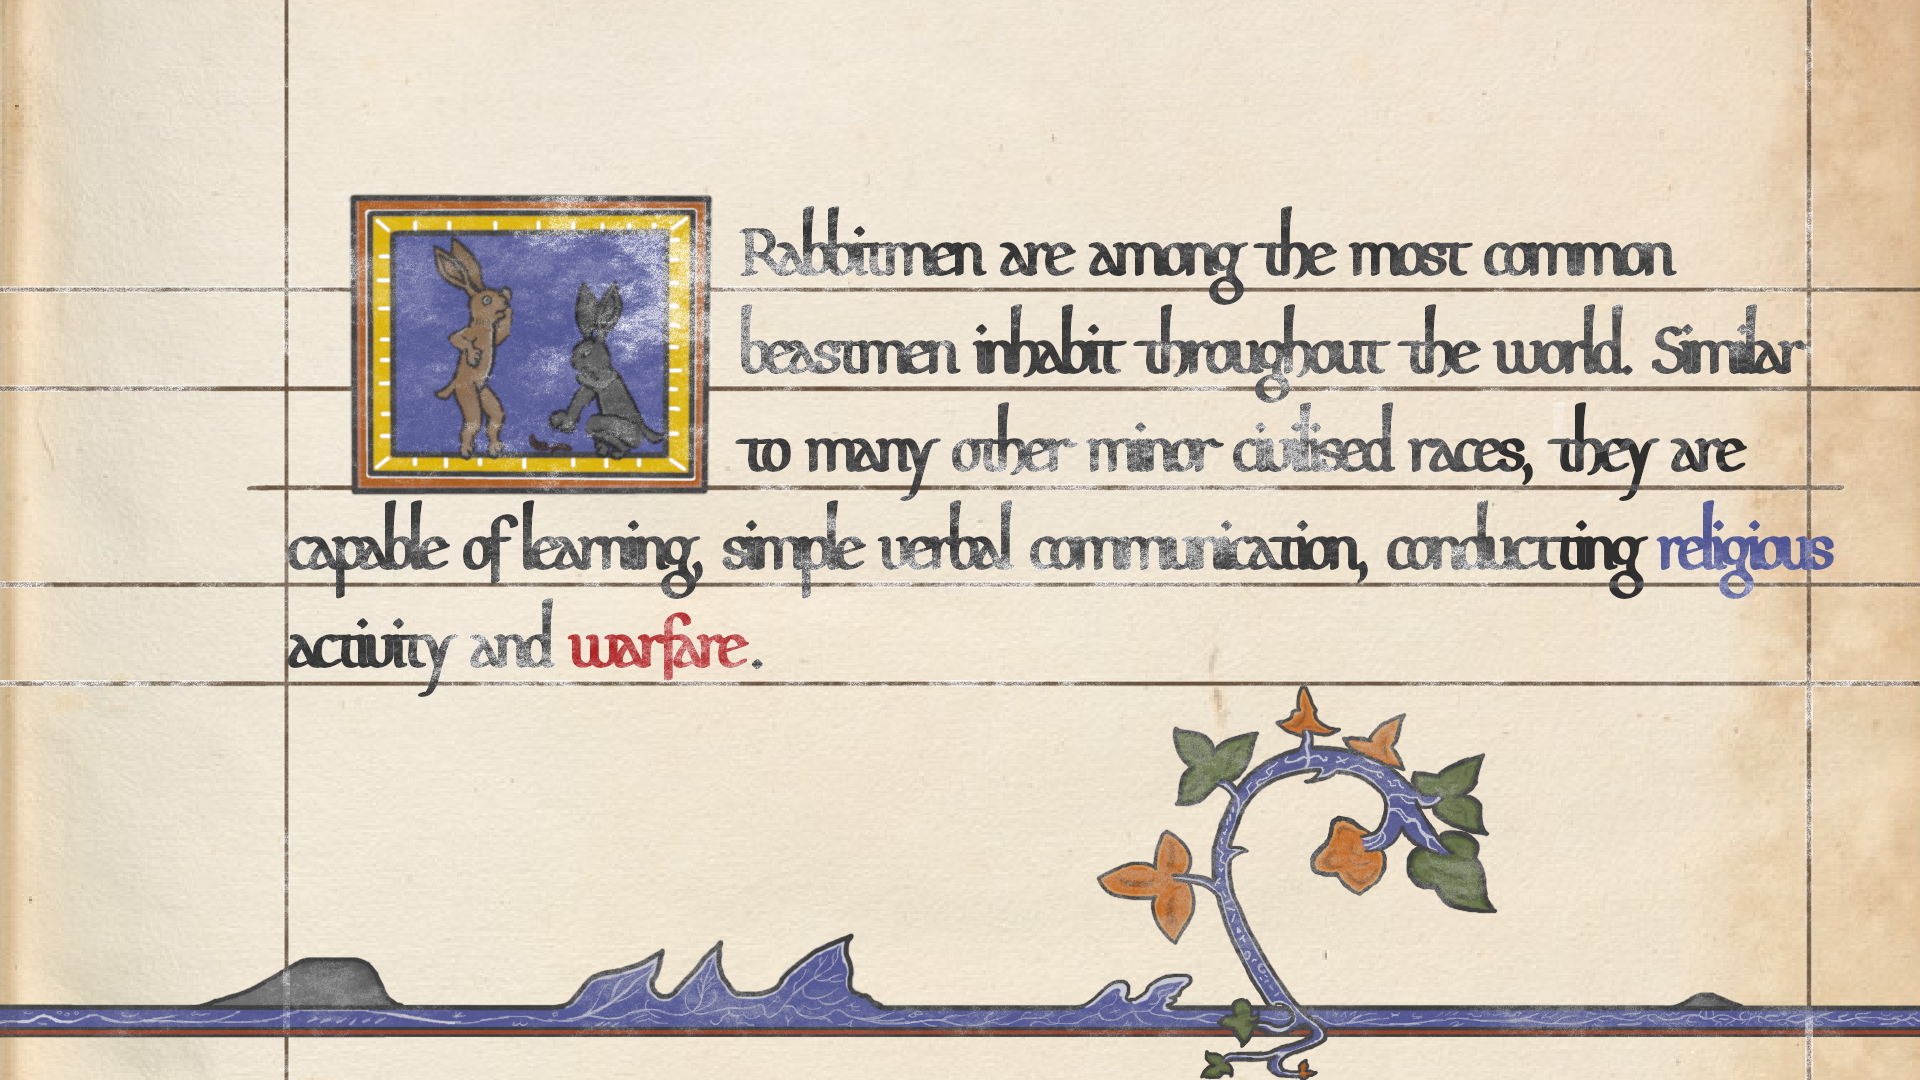 Rabbitmen are among the most common
beastmen inhabit throughout the world. Similar
to many other minor civilised races, they are
capable of learning, simple verbal communication, conductting religious
activity and warfare.